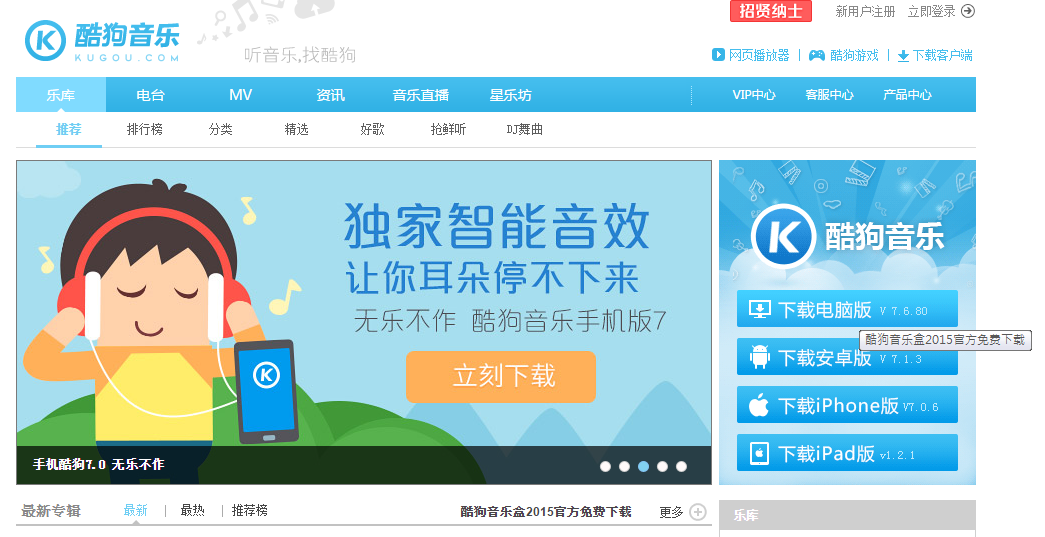 招贤纳士 新用户注册 立即登录
酷狗音乐
KUGOU.COM
听音乐,找酷狗
网页播放器 | 酷狗游戏 | 下载客户端
乐库 电台 MV 资讯 音乐直播 星乐坊 VIP中心 客服中心 产品中心
推荐 排行榜 分类 精选 好歌 抢鲜听 DJ舞曲
独家智能音效
让你耳朵停不下来
无乐不作 酷狗音乐手机版7
立刻下载
K
手机酷狗7.0 无乐不作
K 酷狗音乐
下载电脑版 V 7.6.80
酷狗音乐盒2015官方免费下载
下载安卓版 V 7.1.3
下载iPhone版 V7.0.6
下载iPad版 v1.2.1
最新专辑 最新 | 最热 | 推荐榜 酷狗音乐盒2015官方免费下载 更多
乐库